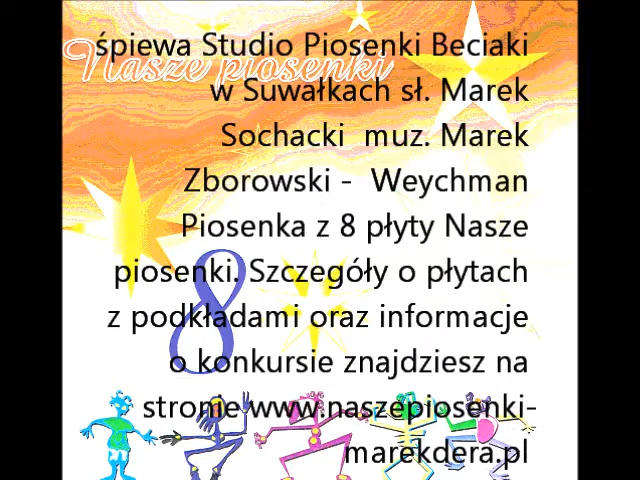 śpiewa Studio Piosenki Beciaki
Nasze piosenki
w Suwałkach sł. Marek
Sochacki muz. Marek
Zborowski - Weychman
Piosenka z 8 płyty Nasze
piosenki. Szczegóły o płytach
8
z podkładami oraz informacje
o konkursie znajdziesz na
stronie www.naszepiosenki-
marekdera.pl